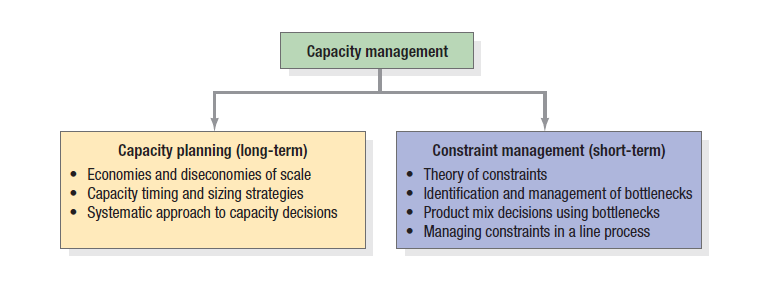 Capacity management
Capacity planning (long-term)
• Economies and diseconomies of scale
• Capacity timing and sizing strategies
• Systematic approach to capacity decisions
Constraint management (short-term)
• Theory of constraints
• Identification and management of bottlenecks
• Product mix decisions using bottlenecks
• Managing constraints in a line process